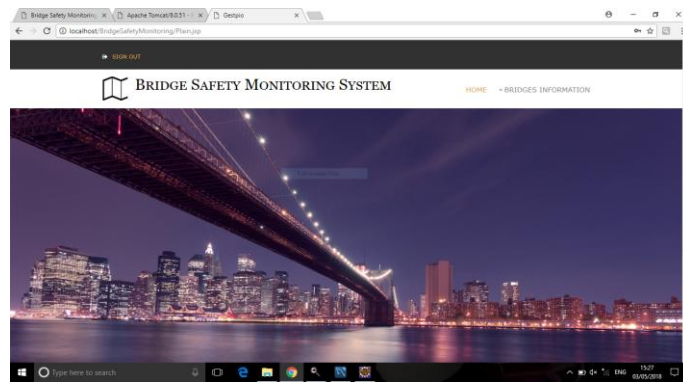 Bridge Safety Monitoring
Apache Tomcat/8.0.51 -
Gestpio
localhost/BridgeSafetyMonitoring/Plain.jsp
SIGN OUT
BRIDGE SAFETY MONITORING SYSTEM
HOME
BRIDGES INFORMATION
Type here to search
ENG
15:27
03/05/2018